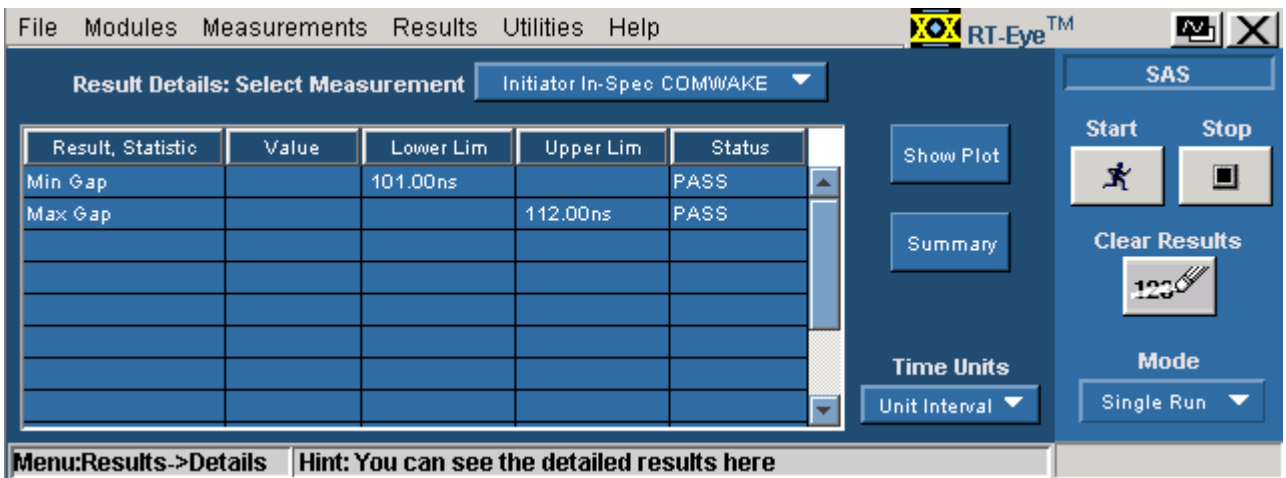 File Modules Measurements Results Utilities Help RT-Eye™
Result Details: Select Measurement Initiator In-Spec COMWAKE
SAS
Result, Statistic Value Lower Lim Upper Lim Status
Min Gap 101.00ns PASS
Max Gap 112.00ns PASS
Show Plot
Summary
Time Units
Unit Interval
Start Stop
Clear Results
123
Mode
Single Run
Menu:Results->Details Hint: You can see the detailed results here